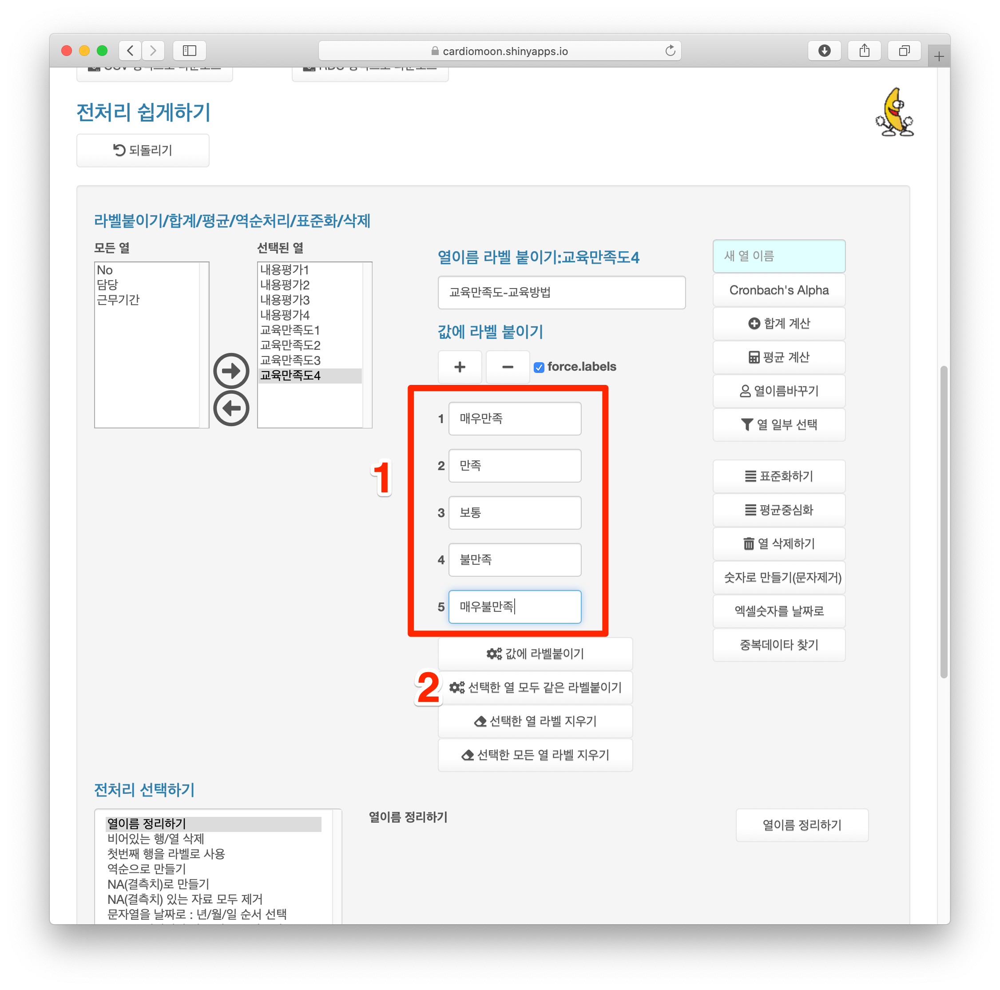 cardiomoon.shinyapps.io
전처리 쉽게하기
되돌리기
라벨붙이기/합계/평균/역순처리/표준화/삭제
모든 열
No
담당
근무기간
선택된 열
내용평가1
내용평가2
내용평가3
내용평가4
교육만족도1
교육만족도2
교육만족도3
교육만족도4
열이름 라벨 붙이기:교육만족도4
교육만족도-교육방법
값에 라벨 붙이기
force.labels
1
1 매우만족
2 만족
3 보통
4 불만족
5 매우불만족
값에 라벨붙이기
2
선택한 열 모두 같은 라벨붙이기
선택한 열 라벨 지우기
선택한 모든 열 라벨 지우기
새 열 이름
Cronbach's Alpha
합계 계산
평균 계산
열이름바꾸기
열 일부 선택
표준화하기
평균중심화
열 삭제하기
숫자로 만들기(문자제거)
엑셀숫자를 날짜로
중복데이타 찾기
전처리 선택하기
열이름 정리하기
비어있는 행/열 삭제
첫번째 행을 라벨로 사용
역순으로 만들기
NA(결측치)로 만들기
NA(결측치) 있는 자료 모두 제거
문자열을 날짜로 : 년/월/일 순서 선택
열이름 정리하기
열이름 정리하기